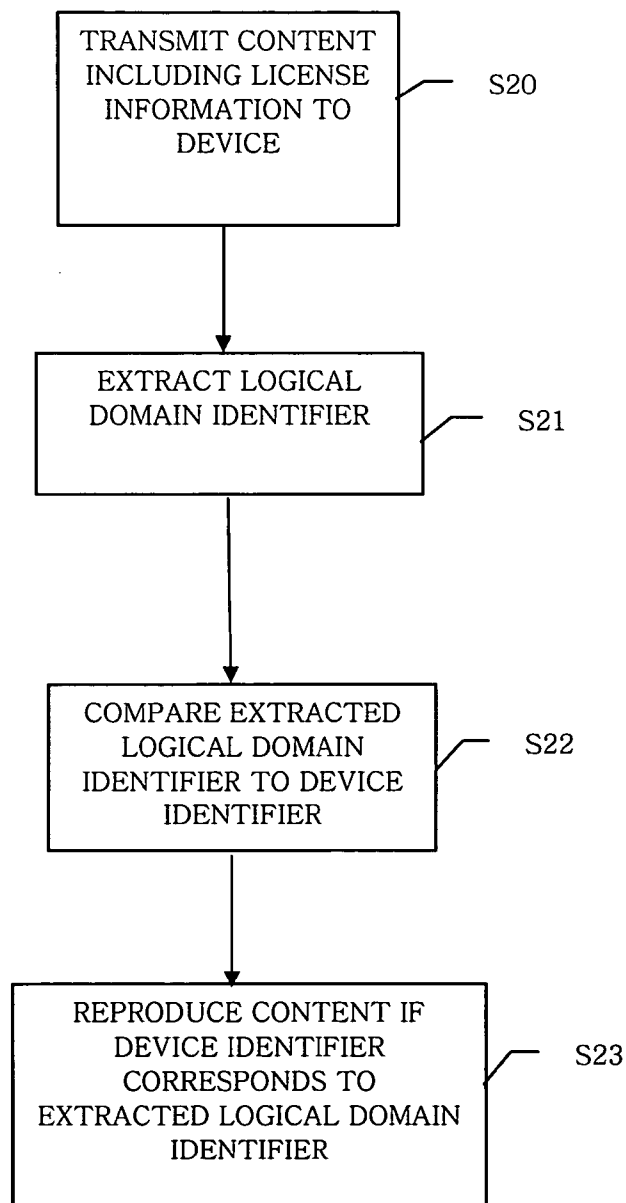 TRANSMIT CONTENT
INCLUDING LICENSE
INFORMATION TO
DEVICE
S20
EXTRACT LOGICAL
DOMAIN IDENTIFIER
S21
COMPARE EXTRACTED
LOGICAL DOMAIN
IDENTIFIER TO DEVICE
IDENTIFIER
S22
REPRODUCE CONTENT IF
DEVICE IDENTIFIER
CORRESPONDS TO
EXTRACTED LOGICAL DOMAIN
IDENTIFIER
S23